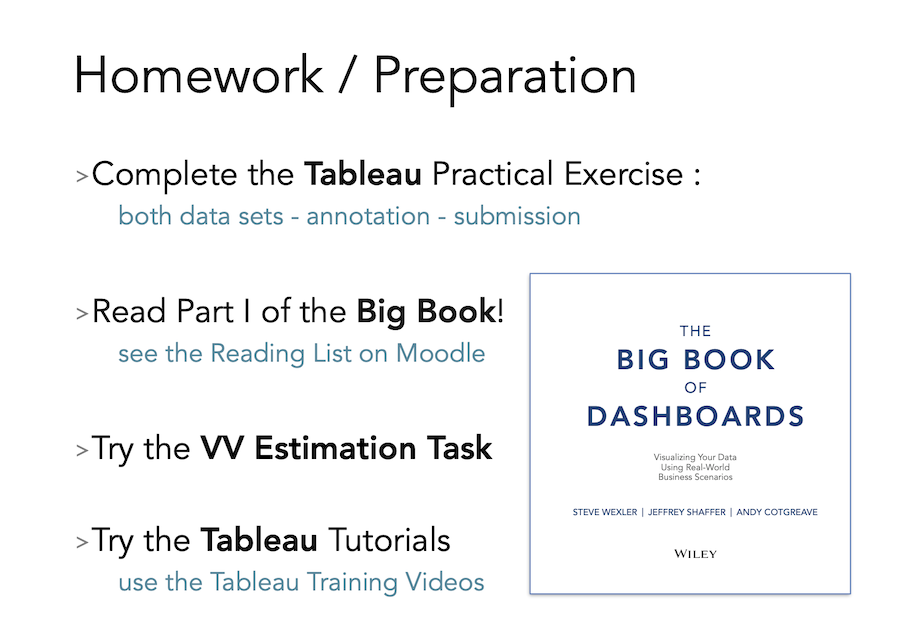 Homework / Preparation
>Complete the Tableau Practical Exercise :
both data sets - annotation - submission
>Read Part I of the Big Book!
see the Reading List on Moodle
>Try the VV Estimation Task
>Try the Tableau Tutorials
use the Tableau Training Videos
THE
BIG BOOK
OF
DASHBOARDS
Visualizing Your Data
Using Real-World
Business Scenarios
STEVE WEXLER | JEFFREY SHAFFER | ANDY COTGREAVE
WILEY